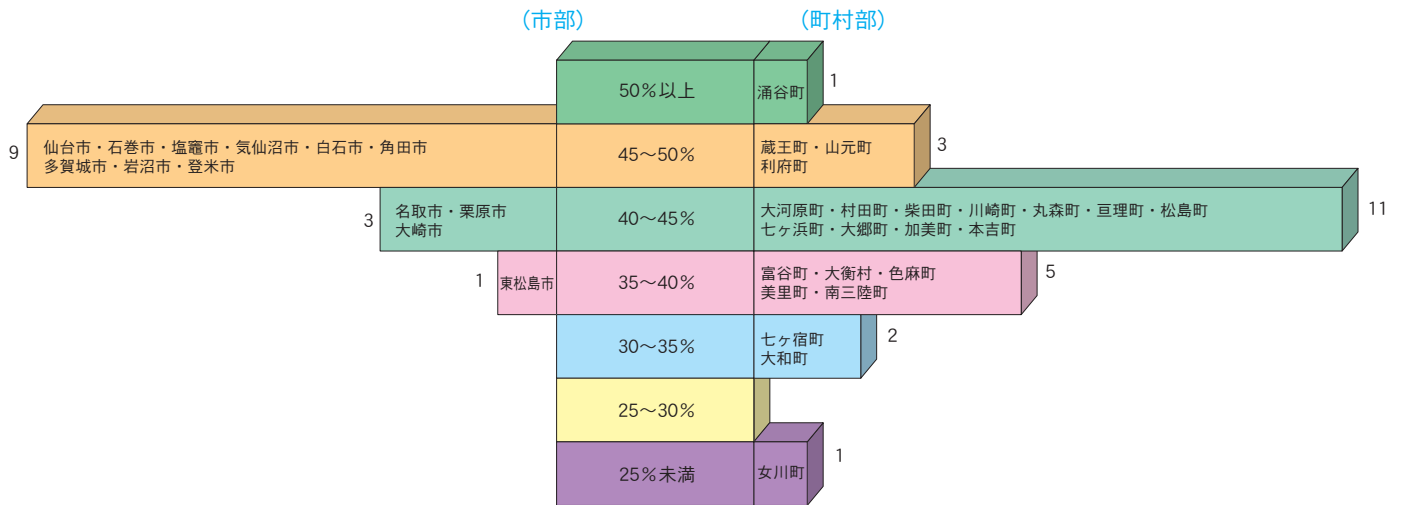 （市部）
（町村部）
50％以上
涌谷町
1
9
仙台市・石巻市・塩竈市・気仙沼市・白石市・角田市
多賀城市・岩沼市・登米市
45～50％
蔵王町・山元町
利府町
3
3
名取市・栗原市
大崎市
40～45％
大河原町・村田町・柴田町・川崎町・丸森町・亘理町・松島町
七ヶ浜町・大郷町・加美町・本吉町
11
1
東松島市
35～40％
富谷町・大衡村・色麻町
美里町・南三陸町
5
30～35％
七ヶ宿町
大和町
2
25～30％
25％未満
女川町
1